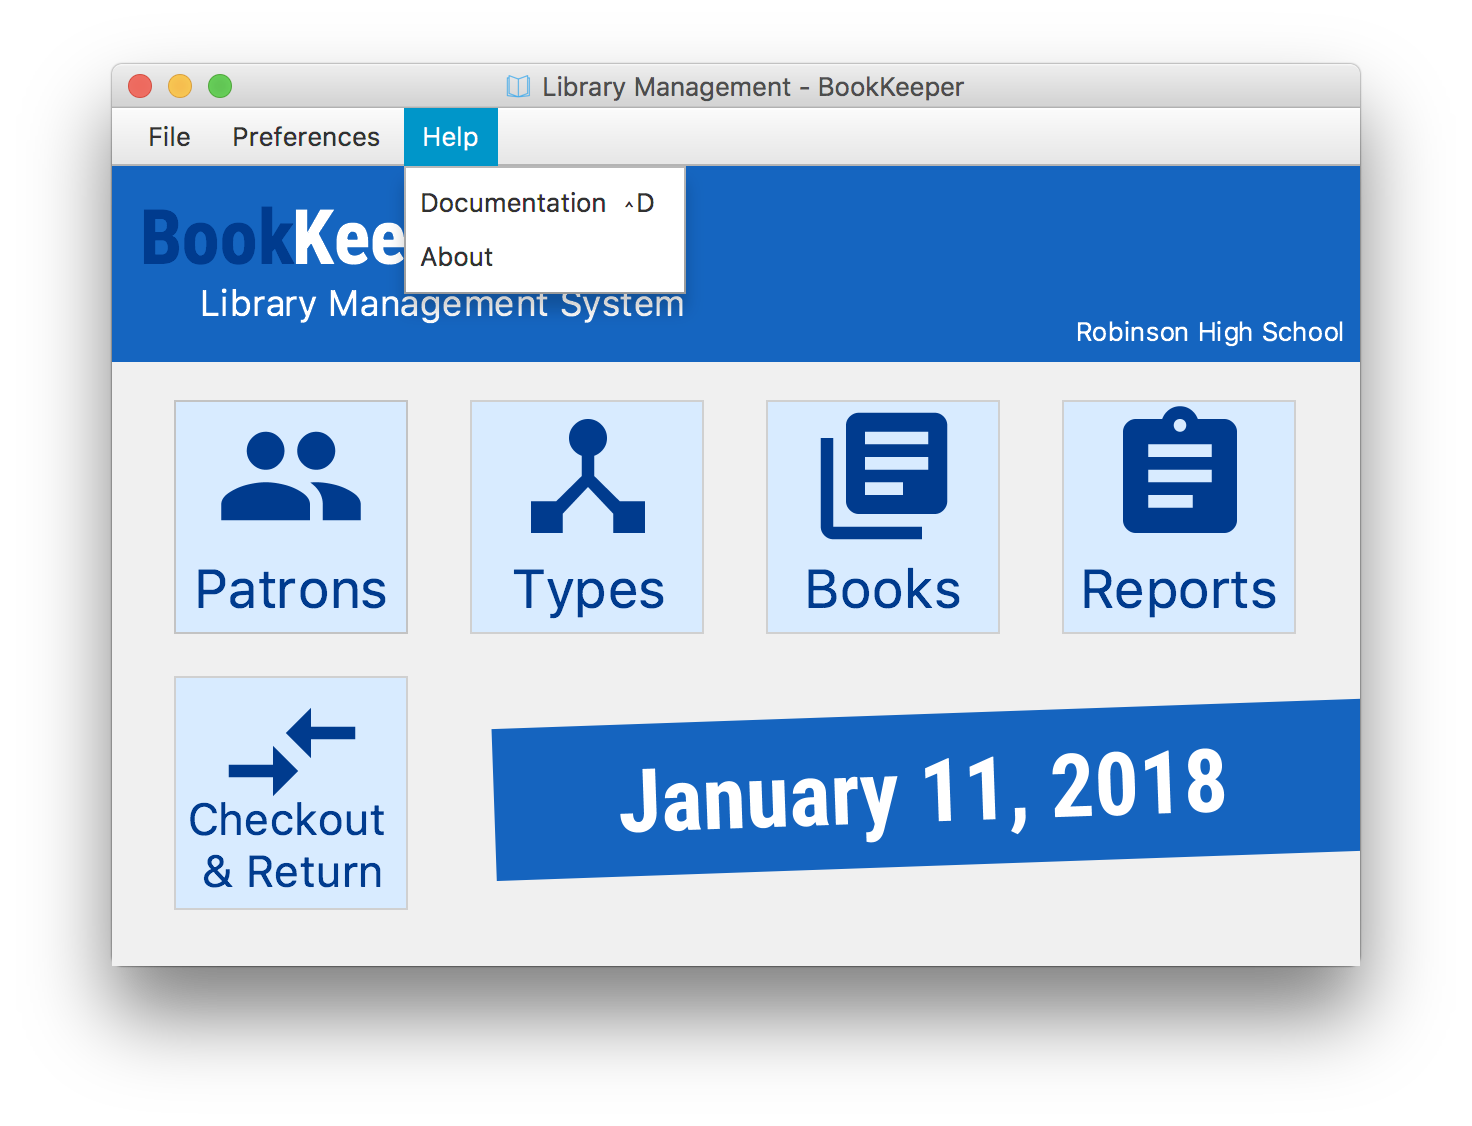 Library Management - BookKeeper
File Preferences Help
Documentation ^D
About
BookKee
Library Management System
Robinson High School
Patrons Types Books Reports
Checkout
& Return
January 11, 2018